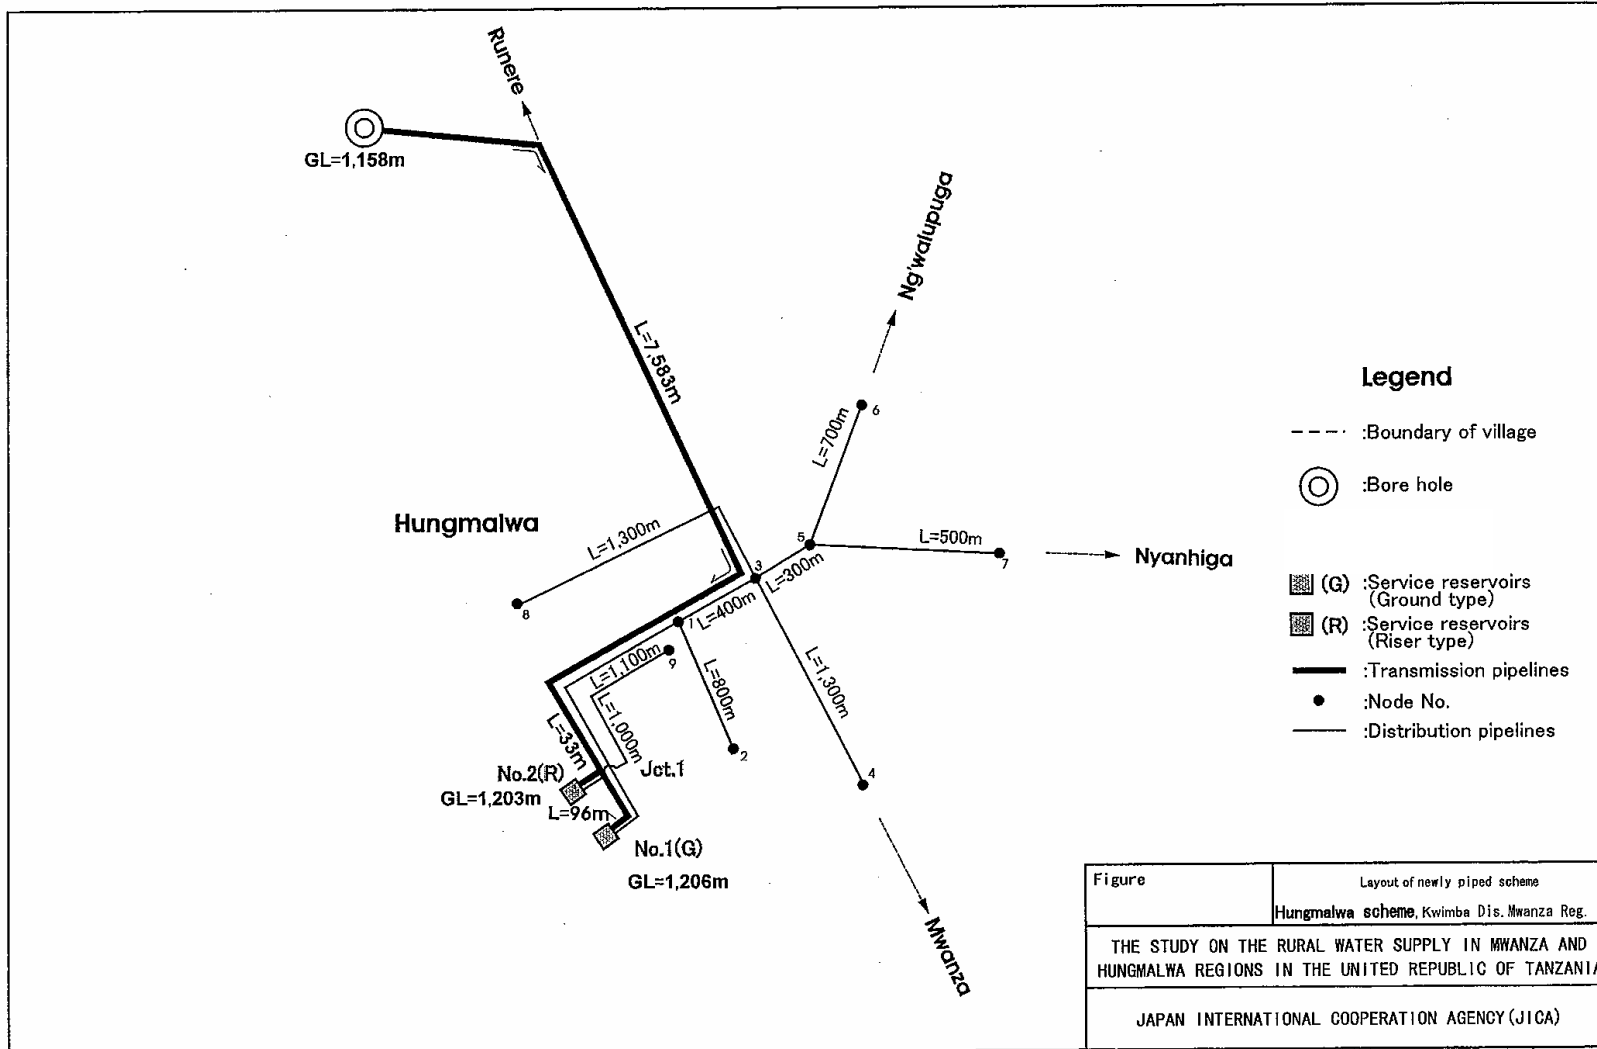 Runere
GL=1,158m
Ng'walupuga
L=7,583m
L=700m
6
Hungmalwa
L=1,300m
5
L=500m
7
Nyanhiga
3
L=300m
8
L=400m
1
L=1,100m
9
L=800m
L=1,300m
L=1,000m
L=33m
2
No.2(R)
Jct.1
GL=1,203m
4
L=96m
No.1(G)
GL=1,206m
Mwanza
Legend
:Boundary of village
:Bore hole
(G) :Service reservoirs
(Ground type)
(R) :Service reservoirs
(Riser type)
:Transmission pipelines
:Node No.
:Distribution pipelines
Figure
Layout of newly piped scheme
Hungmalwa scheme, Kwimba Dis. Mwanza Reg.
THE STUDY ON THE RURAL WATER SUPPLY IN MWANZA AND
HUNGMALWA REGIONS IN THE UNITED REPUBLIC OF TANZANIA
JAPAN INTERNATIONAL COOPERATION AGENCY(JICA)